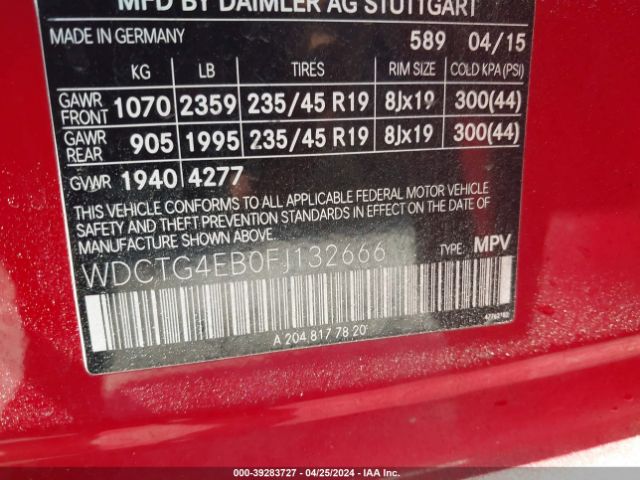 MFD BY DAIMLER AG STUTTGART
MADE IN GERMANY 589 04/15
KG LB TIRES RIM SIZE COLD KPA(PSI)
GAWR FRONT 1070 2359 235/45 R19 8Jx19 300(44)
GAWR REAR 905 1995 235/45 R19 8Jx19 300(44)
GVWR 1940 4277
THIS VEHICLE CONFORMS TO ALL APPLICABLE FEDERAL MOTOR VEHICLE
SAFETY AND THEFT PREVENTION STANDARDS IN EFFECT ON THE DATE OF
MANUFACTURE SHOWN ABOVE.
WDCTG4EB0FJ132666 TYPE: MPV
A 204 817 78 20
000-39283727 - 04/25/2024 - IAA Inc.